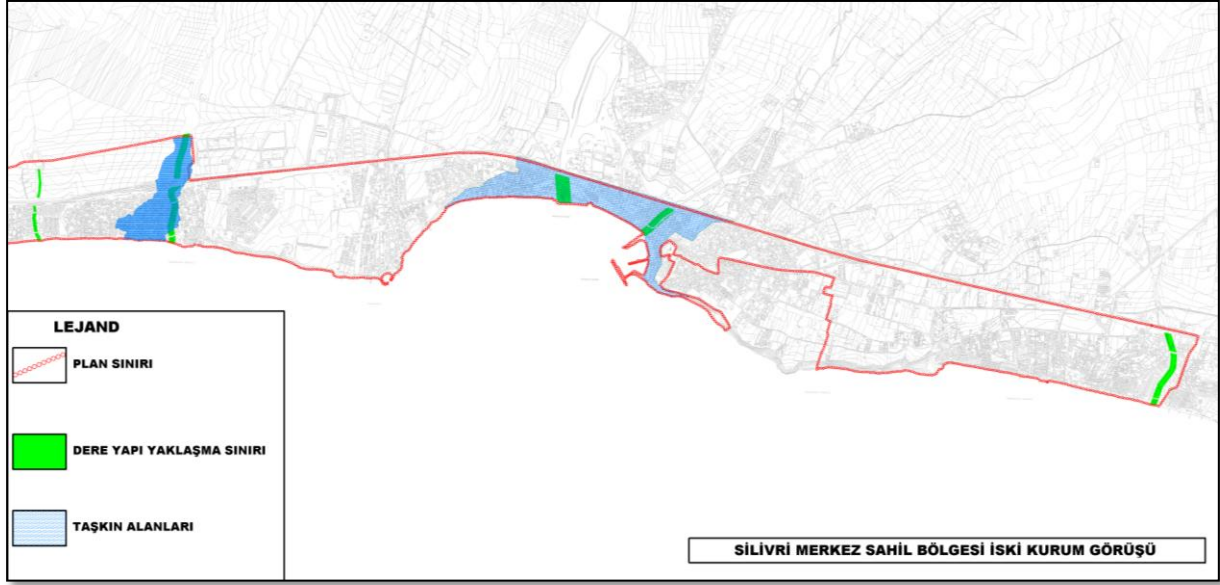 LEJAND
PLAN SINIRI
DERE YAPI YAKLAŞMA SINIRI
TAŞKIN ALANLARI
SİLİVRİ MERKEZ SAHİL BÖLGESİ İSKİ KURUM GÖRÜŞÜ